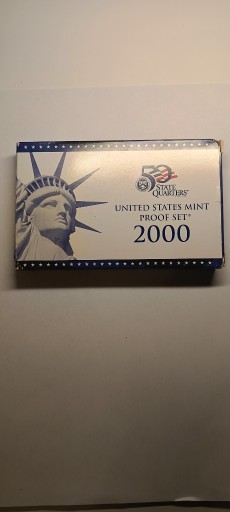 50
STATE
QUARTERS®
UNITED STATES MINT
PROOF SET®
2000